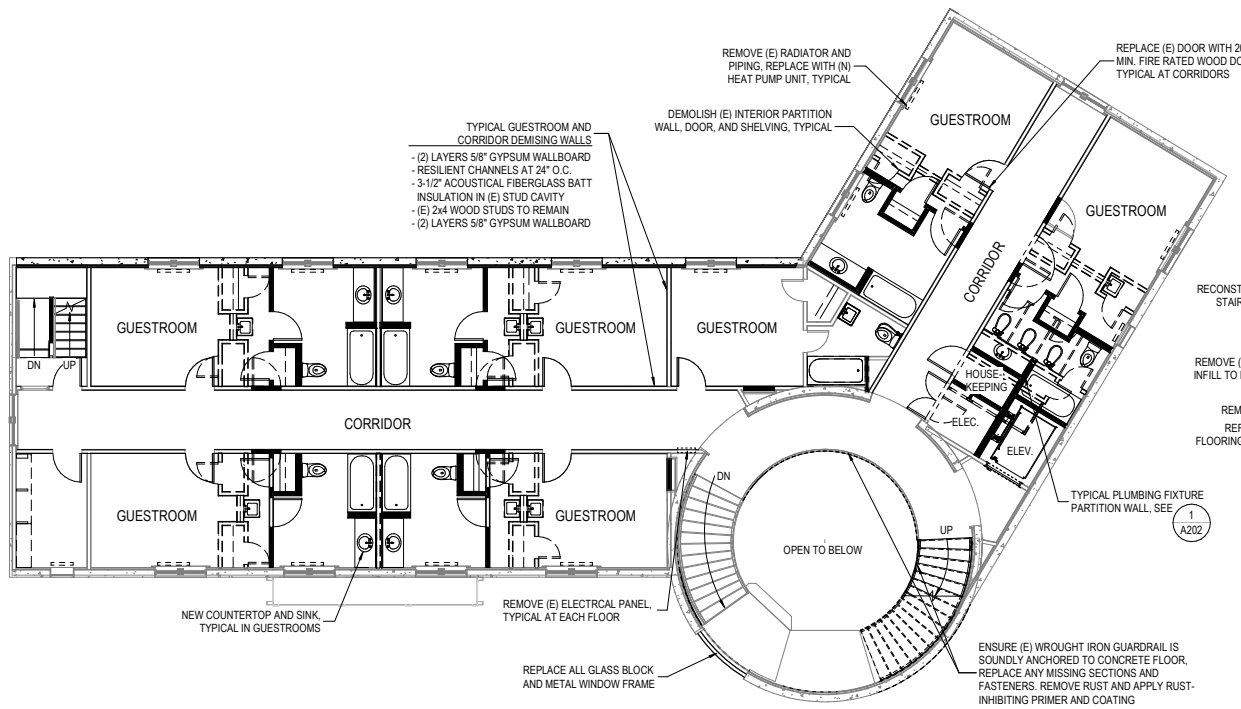 REMOVE (E) RADIATOR AND
PIPING, REPLACE WITH (N)
HEAT PUMP UNIT, TYPICAL
REPLACE (E) DOOR WITH
MIN. FIRE RATED WOOD
TYPICAL AT CORRIDORS
DEMOLISH (E) INTERIOR PARTITION
WALL, DOOR, AND SHELVING, TYPICAL
TYPICAL GUESTROOM AND
CORRIDOR DEMISING WALLS
- (2) LAYERS 5/8" GYPSUM WALLBOARD
- RESILIENT CHANNELS AT 24" O.C.
- 3-1/2" ACOUSTICAL FIBERGLASS BATT
INSULATION IN (E) STUD CAVITY
- (E) 2x4 WOOD STUDS TO REMAIN
- (2) LAYERS 5/8" GYPSUM WALLBOARD
GUESTROOM
GUESTROOM
CORRIDOR
RECONST
STAIR
GUESTROOM
GUESTROOM
GUESTROOM
DN
UP
REMOVE (
INFILL TO
HOUSE-
KEEPING
CORRIDOR
ELEC.
ELEV.
REM
REF
FLOORING
DN
TYPICAL PLUMBING FIXTURE
PARTITION WALL, SEE
1
A202
GUESTROOM
GUESTROOM
UP
OPEN TO BELOW
NEW COUNTERTOP AND SINK,
TYPICAL IN GUESTROOMS
REMOVE (E) ELECTRCAL PANEL,
TYPICAL AT EACH FLOOR
REPLACE ALL GLASS BLOCK
AND METAL WINDOW FRAME
ENSURE (E) WROUGHT IRON GUARDRAIL IS
SOUNDLY ANCHORED TO CONCRETE FLOOR,
REPLACE ANY MISSING SECTIONS AND
FASTENERS. REMOVE RUST AND APPLY RUST-
INHIBITING PRIMER AND COATING